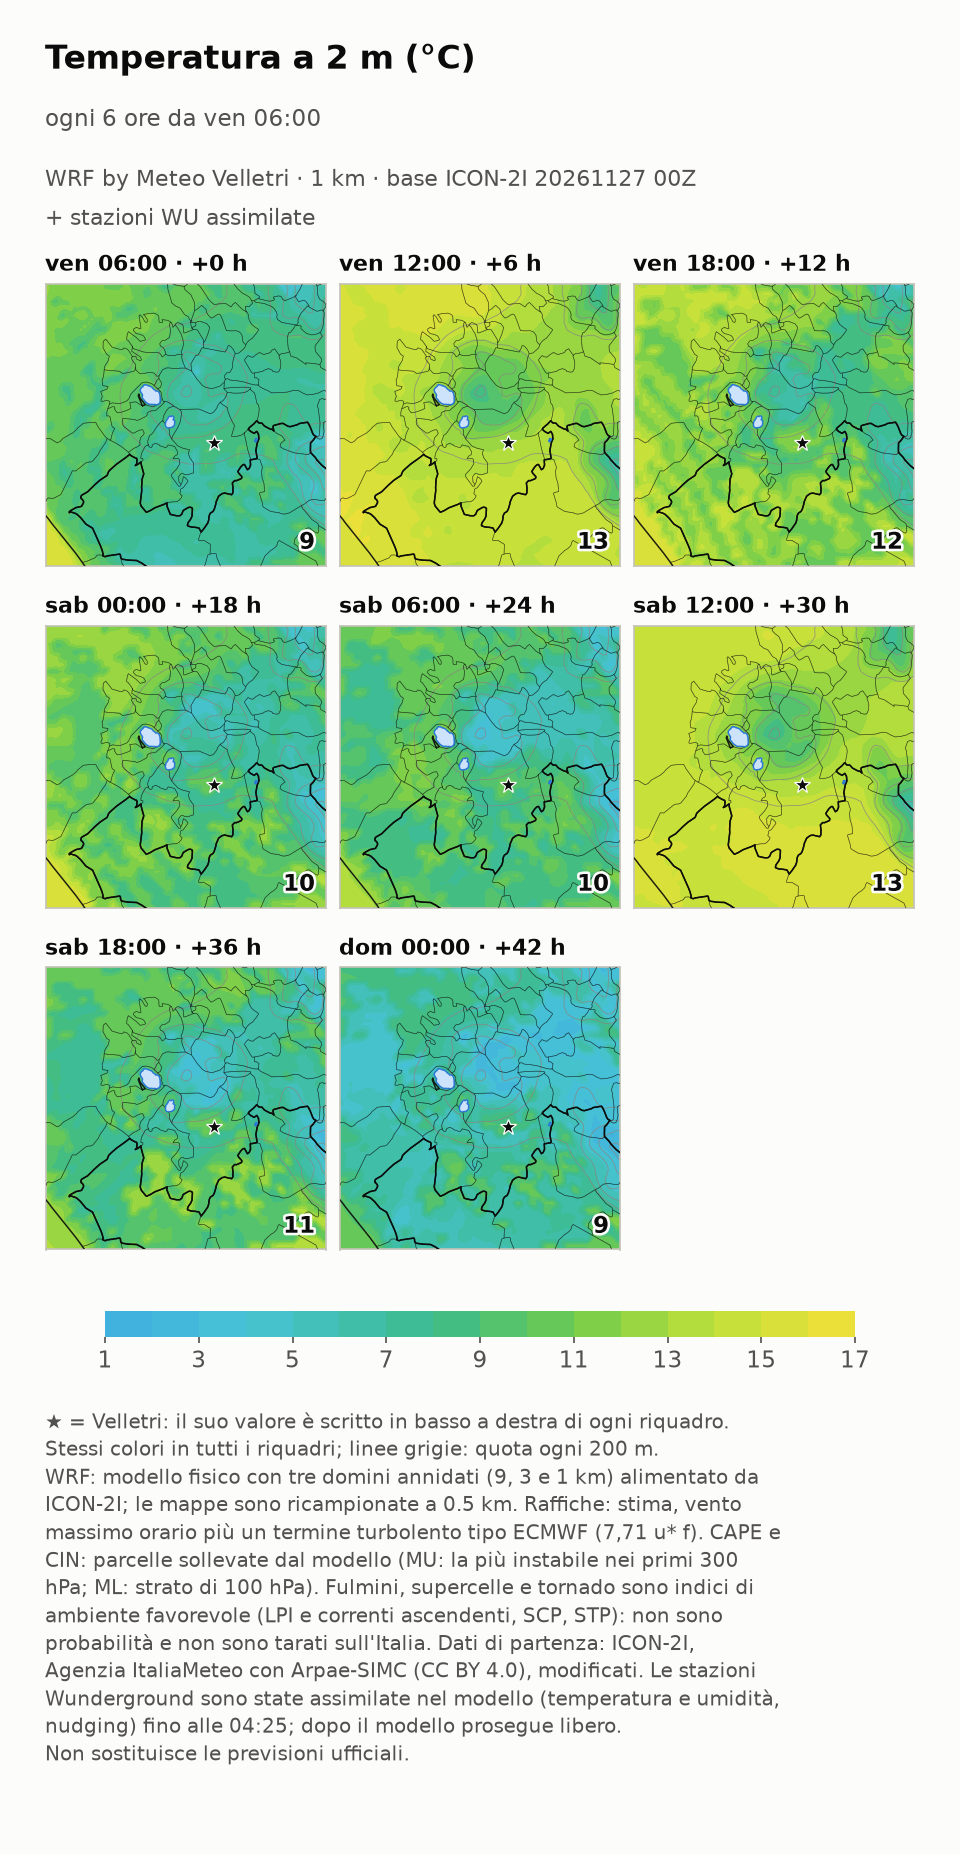 Temperatura a 2 m (°C)
ogni 6 ore da ven 06:00
WRF by Meteo Velletri · 1 km · base ICON-2I 20261127 00Z
+ stazioni WU assimilate
ven 06:00 · +0 h
ven 12:00 · +6 h
ven 18:00 · +12 h
9
13
12
sab 00:00 · +18 h
sab 06:00 · +24 h
sab 12:00 · +30 h
10
10
13
sab 18:00 · +36 h
dom 00:00 · +42 h
11
9
1 3 5 7 9 11 13 15 17
★ = Velletri: il suo valore è scritto in basso a destra di ogni riquadro.
Stessi colori in tutti i riquadri; linee grigie: quota ogni 200 m.
WRF: modello fisico con tre domini annidati (9, 3 e 1 km) alimentato da
ICON-2I; le mappe sono ricampionate a 0.5 km. Raffiche: stima, vento
massimo orario più un termine turbolento tipo ECMWF (7,71 u* f). CAPE e
CIN: parcelle sollevate dal modello (MU: la più instabile nei primi 300
hPa; ML: strato di 100 hPa). Fulmini, supercelle e tornado sono indici di
ambiente favorevole (LPI e correnti ascendenti, SCP, STP): non sono
probabilità e non sono tarati sull'Italia. Dati di partenza: ICON-2I,
Agenzia ItaliaMeteo con Arpae-SIMC (CC BY 4.0), modificati. Le stazioni
Wunderground sono state assimilate nel modello (temperatura e umidità,
nudging) fino alle 04:25; dopo il modello prosegue libero.
Non sostituisce le previsioni ufficiali.